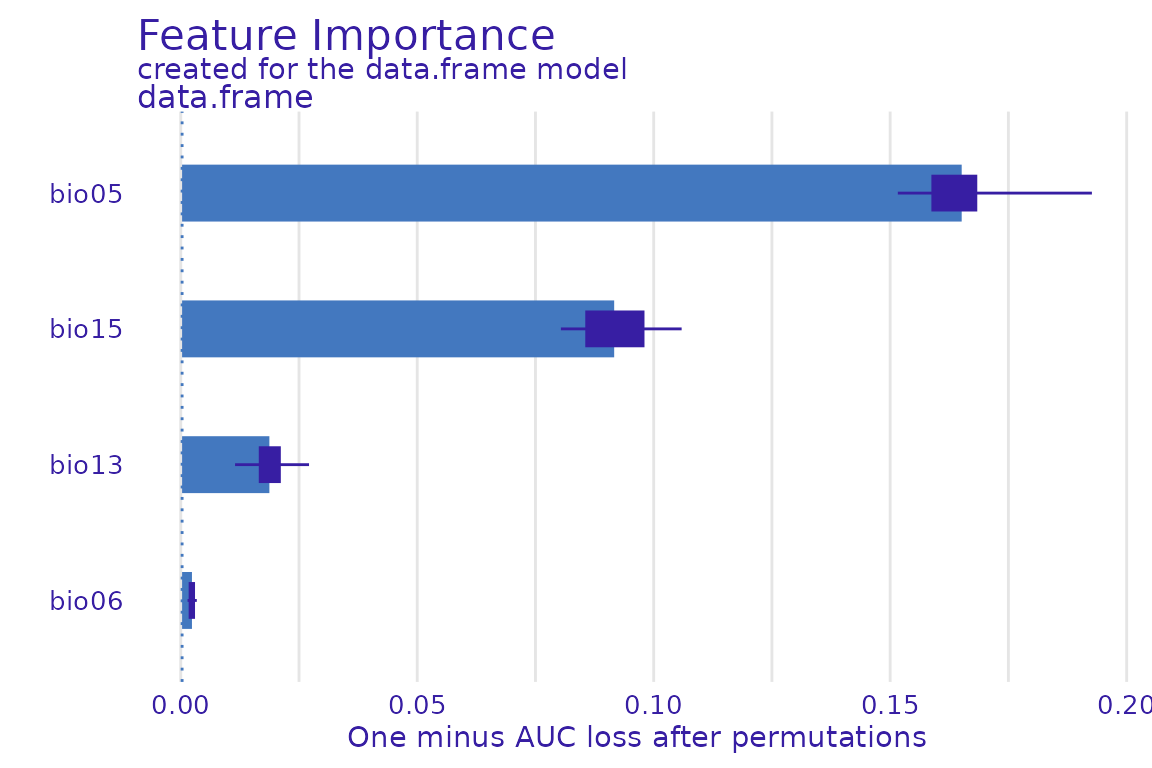 Feature Importance
created for the data.frame model
data.frame
bio05
bio15
bio13
bio06
0.00 0.05 0.10 0.15 0.20
One minus AUC loss after permutations